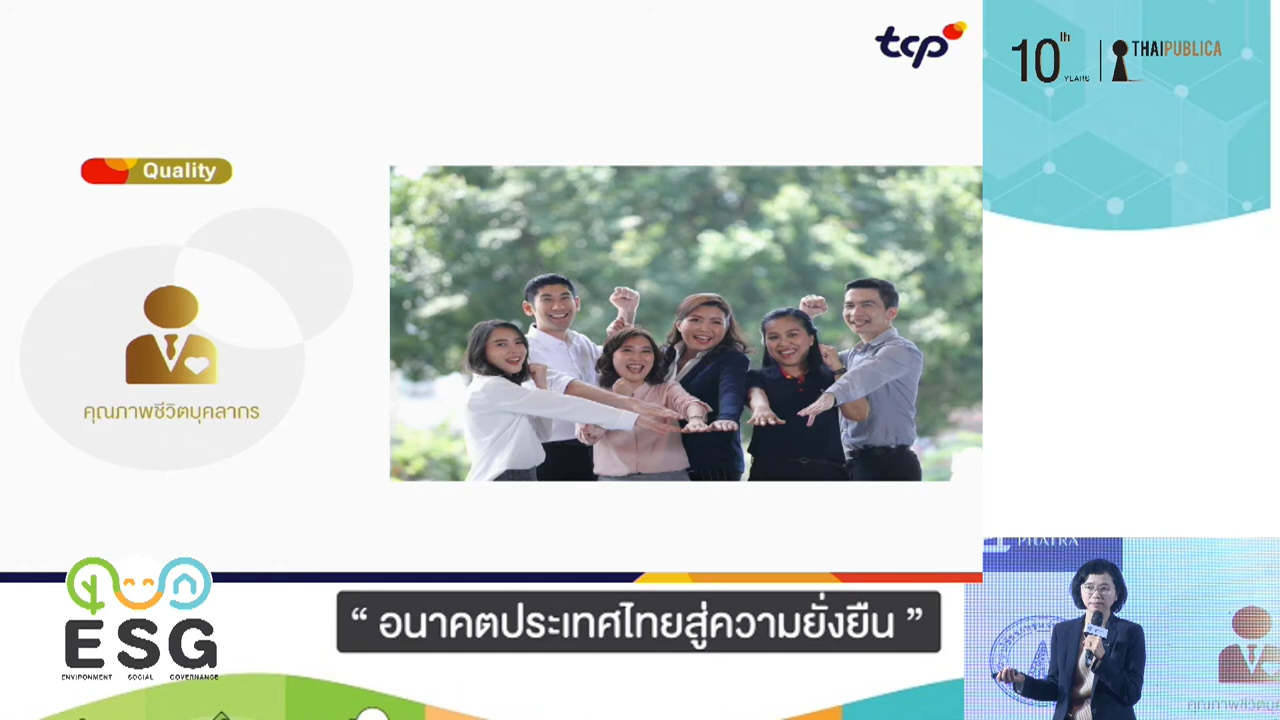 tcp
10th YEARS
THAIPUBLICA
Quality
คุณภาพชีวิตบุคลากร
PHATRA
“ อนาคตประเทศไทยสู่ความยั่งยืน ”
ESG
ENVIRONMENT SOCIAL GOVERNANCE